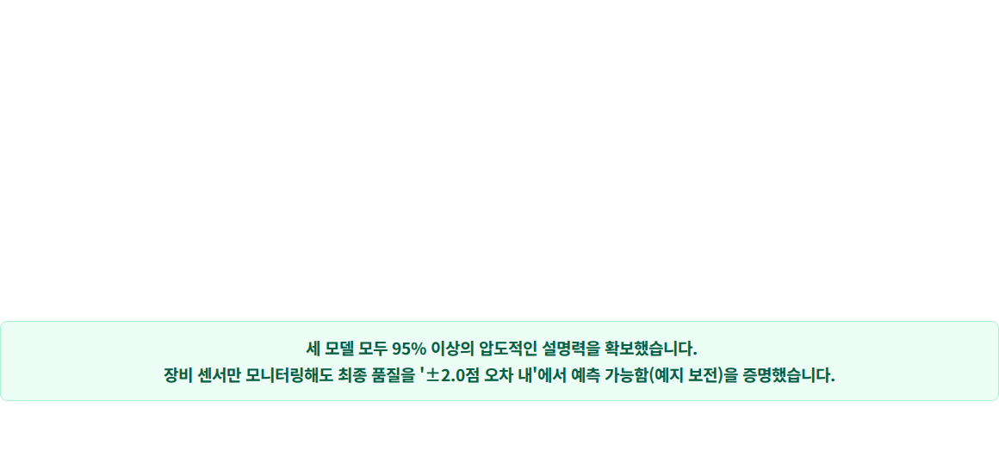 세 모델 모두 95% 이상의 압도적인 설명력을 확보했습니다.
장비 센서만 모니터링해도 최종 품질을 '±2.0점 오차 내'에서 예측 가능함(예지 보전)을 증명했습니다.